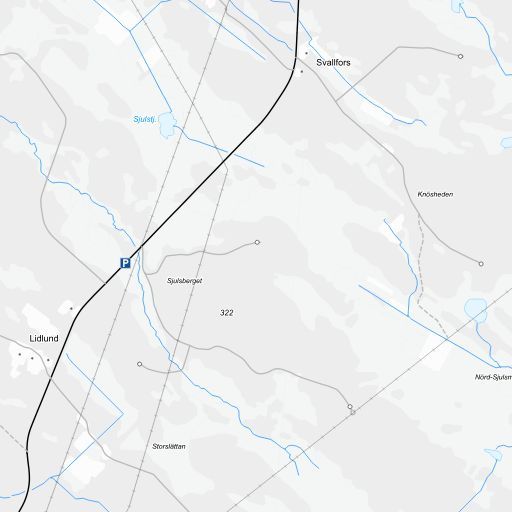 Svallfors
Sjulstj.
Knösheden
P
Sjulsberget
322
Lidlund
Nörd-Sjulsm
Storslättan